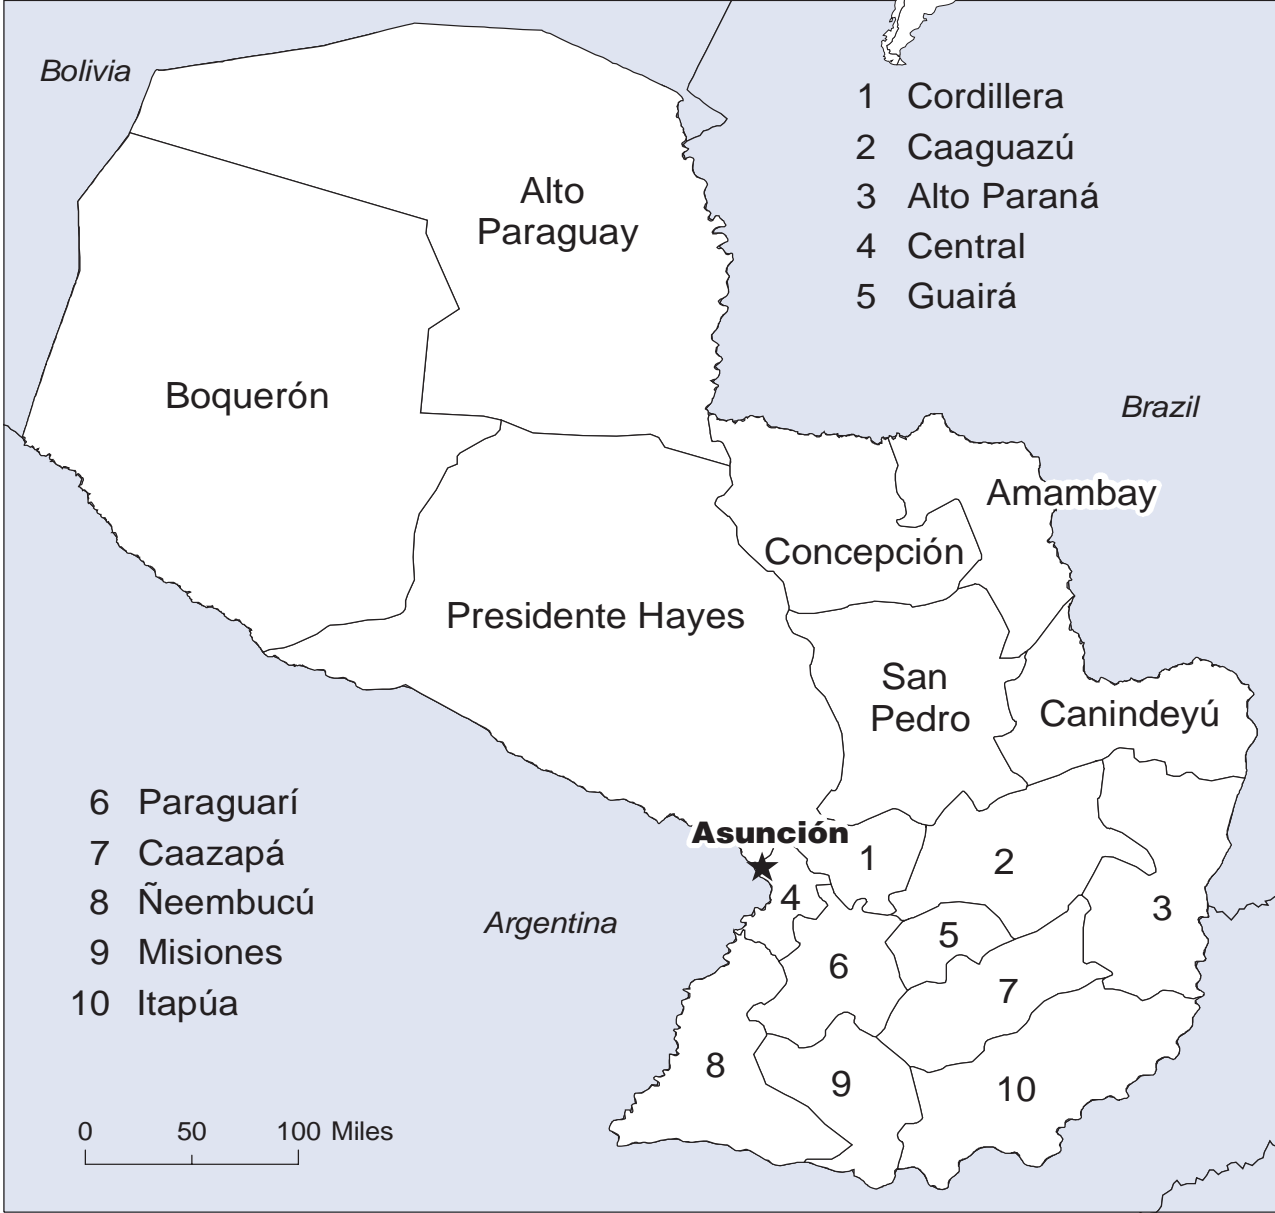 Bolivia
1 Cordillera
2 Caaguazú
3 Alto Paraná
4 Central
5 Guairá
Alto
Paraguay
Boquerón
Brazil
Amambay
Concepción
Presidente Hayes
San
Pedro
Canindeyú
6 Paraguarí
7 Caazapá
8 Ñeembucú
9 Misiones
10 Itapúa
Asunción
Argentina
1
2
3
4
5
6
7
8
9
10
0 50 100 Miles